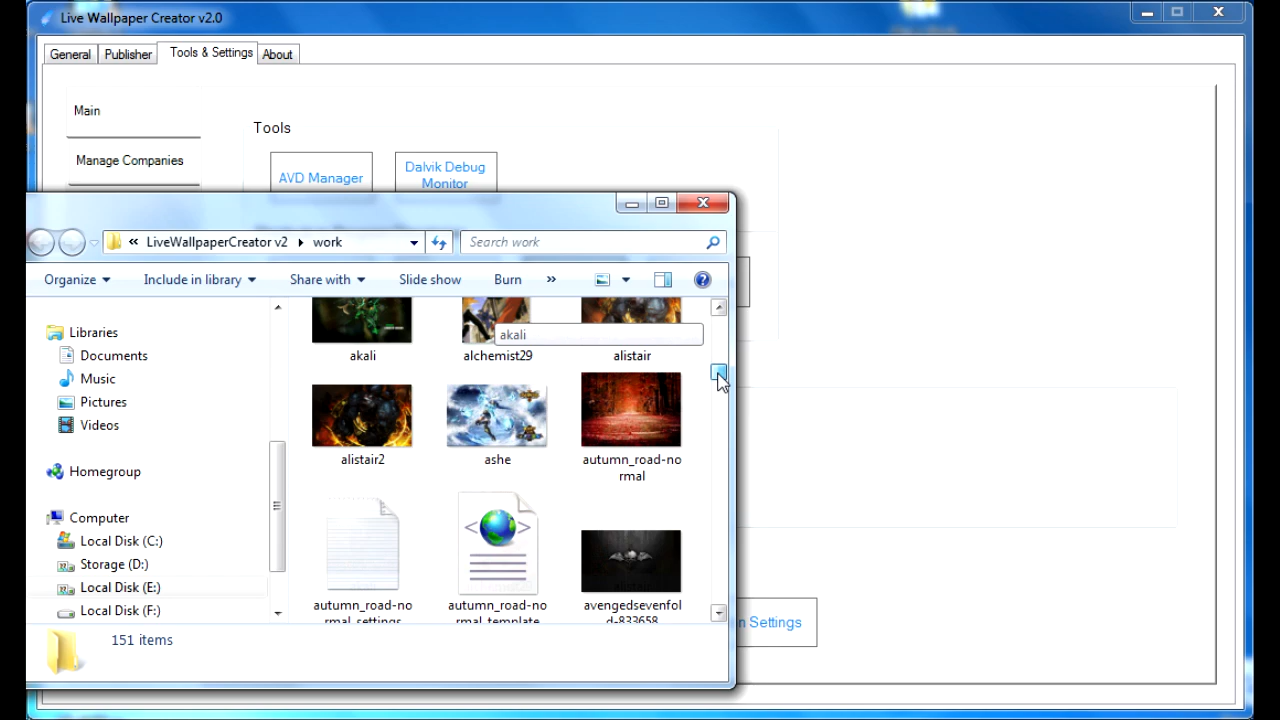 Live Wallpaper Creator v2.0
General
Publisher
Tools & Settings
About
Main
Manage Companies
Tools
AVD Manager
Dalvik Debug
Monitor
LiveWallpaperCreator v2
work
Search work
Organize
Include in library
Share with
Slide show
Burn
»
Libraries
Documents
Music
Pictures
Videos
Homegroup
Computer
Local Disk (C:)
Storage (D:)
Local Disk (E:)
Local Disk (F:)
akali
akali
alchemist29
alistair
alistair2
ashe
autumn_road-no
rmal
autumn_road-no
rmal_settings
autumn_road-no
rmal_template
avengedsevenfol
d-833658
151 items
n Settings